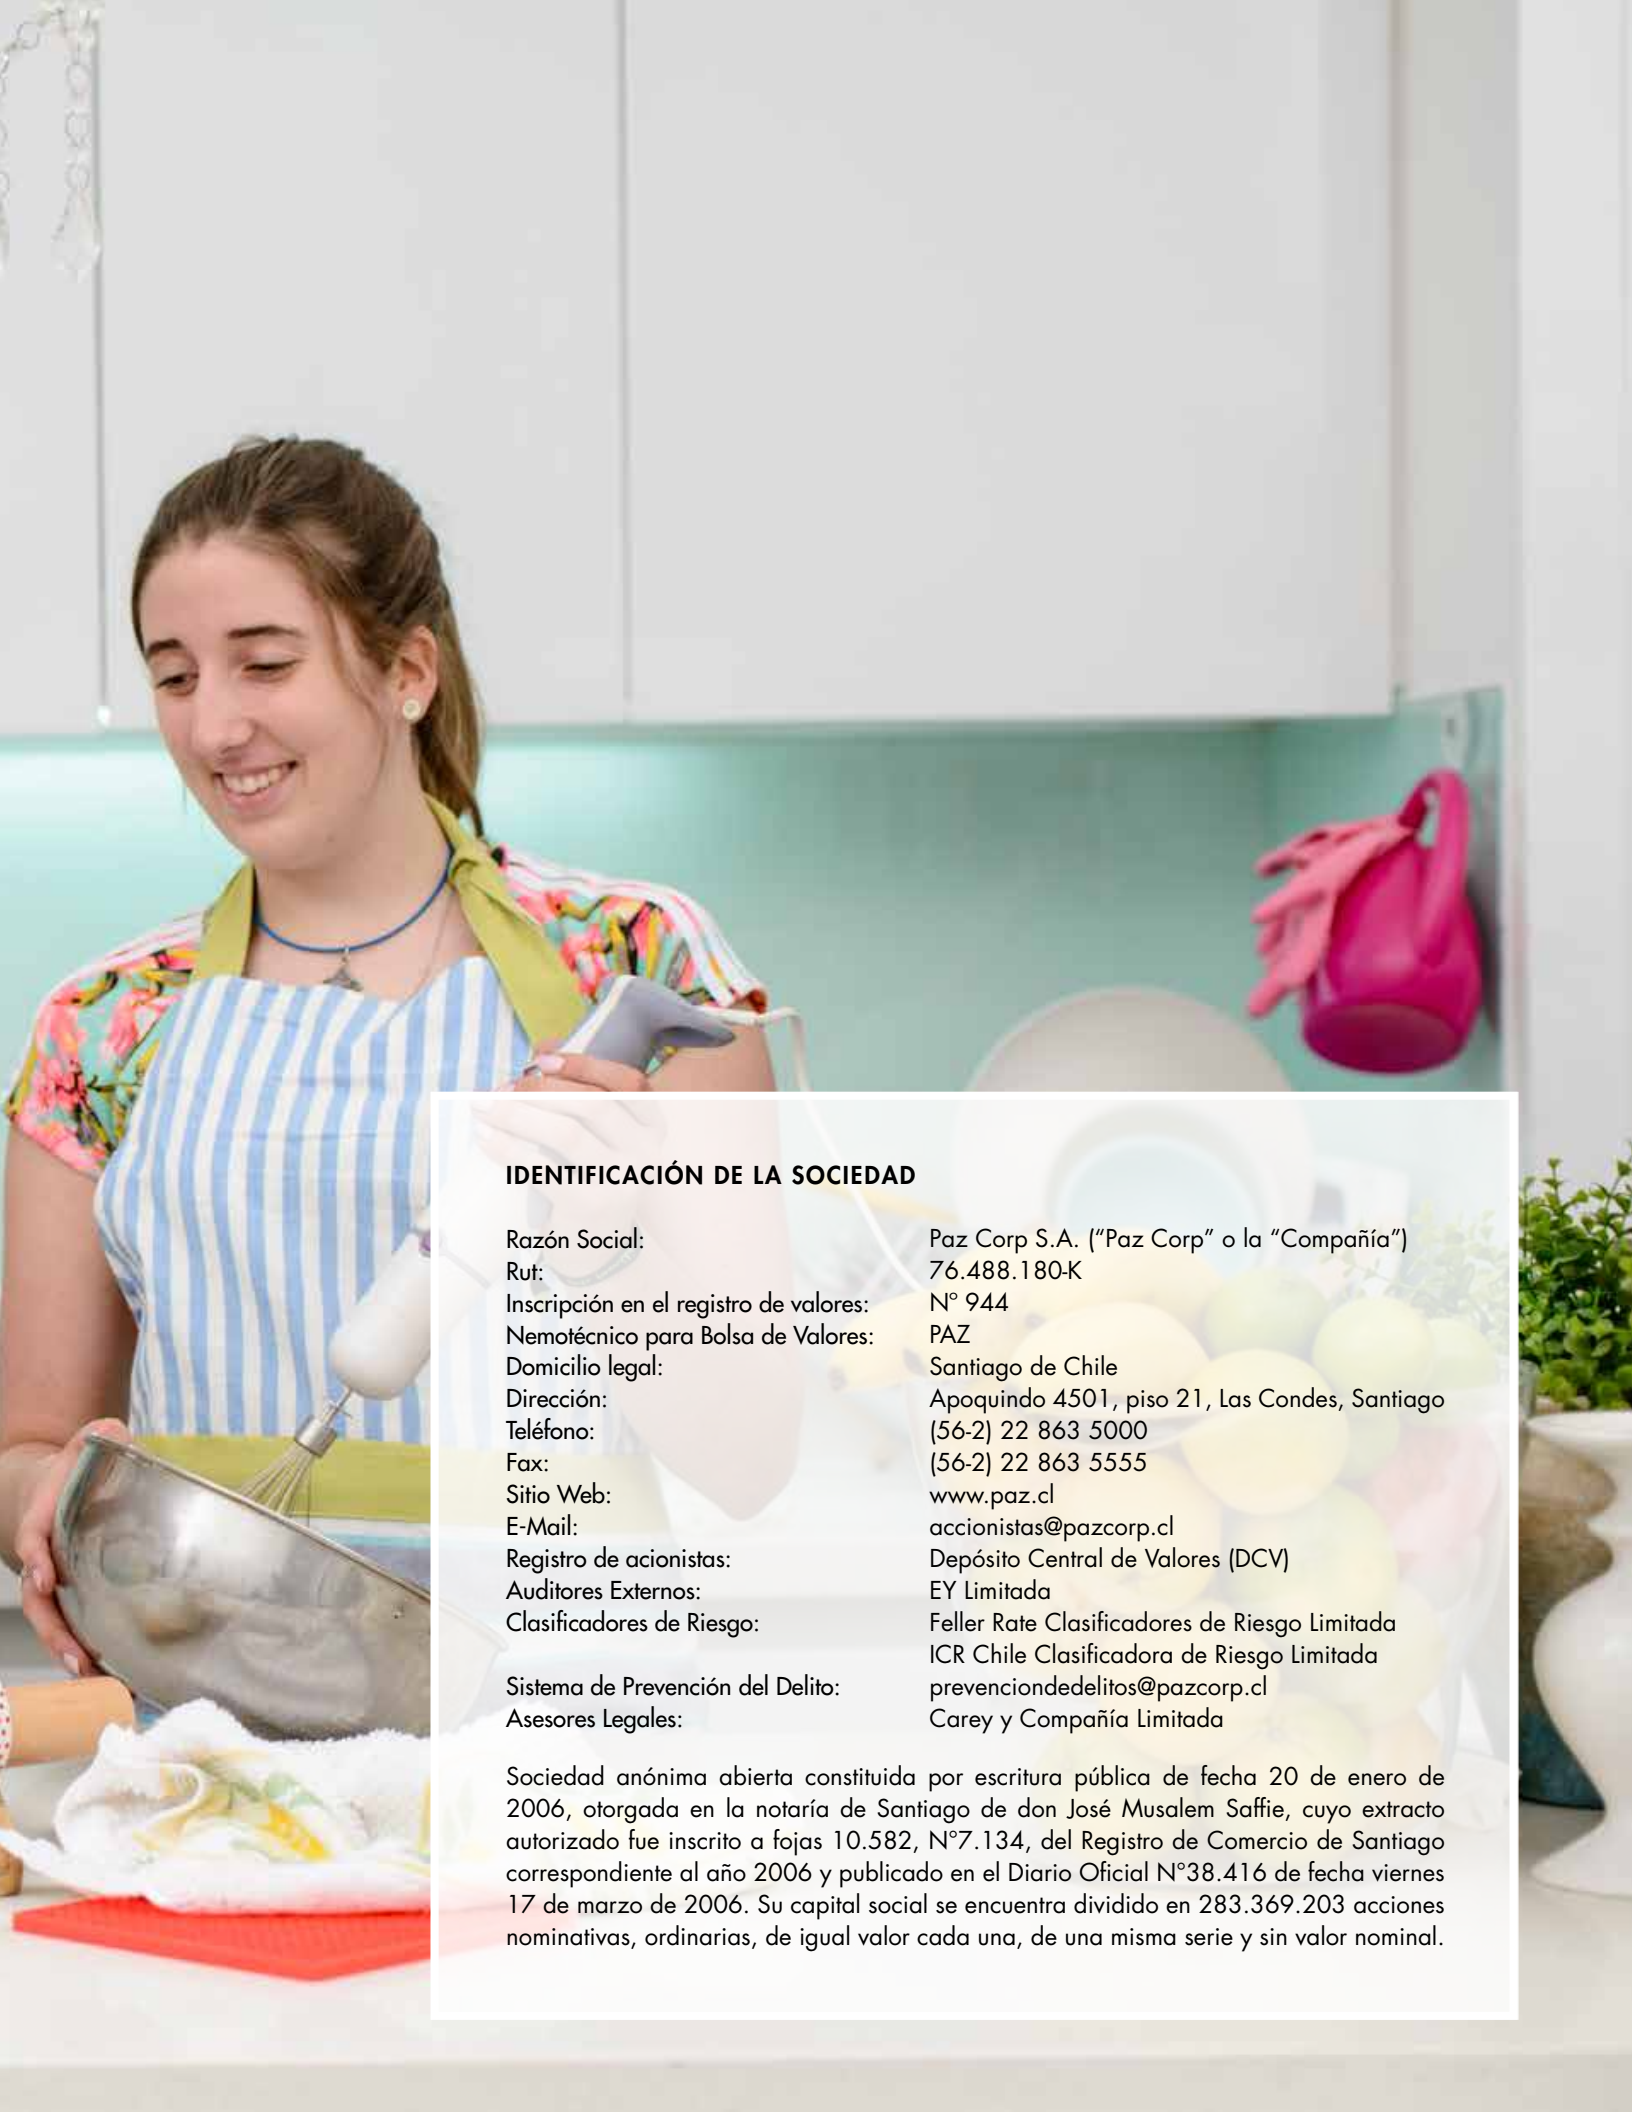 IDENTIFICACIÓN DE LA SOCIEDAD
Razón Social: Paz Corp S.A. (“Paz Corp” o la “Compañía”)
Rut: 76.488.180-K
Inscripción en el registro de valores: Nº 944
Nemotécnico para Bolsa de Valores: PAZ
Domicilio legal: Santiago de Chile
Dirección: Apoquindo 4501, piso 21, Las Condes, Santiago
Teléfono: (56-2) 22 863 5000
Fax: (56-2) 22 863 5555
Sitio Web: www.paz.cl
E-Mail: accionistas@pazcorp.cl
Registro de acionistas: Depósito Central de Valores (DCV)
Auditores Externos: EY Limitada
Clasificadores de Riesgo: Feller Rate Clasificadores de Riesgo Limitada
ICR Chile Clasificadora de Riesgo Limitada
Sistema de Prevención del Delito: prevenciondedelitos@pazcorp.cl
Asesores Legales: Carey y Compañía Limitada
Sociedad anónima abierta constituida por escritura pública de fecha 20 de enero de
2006, otorgada en la notaría de Santiago de don José Musalem Saffie, cuyo extracto
autorizado fue inscrito a fojas 10.582, Nº7.134, del Registro de Comercio de Santiago
correspondiente al año 2006 y publicado en el Diario Oficial Nº38.416 de fecha viernes
17 de marzo de 2006. Su capital social se encuentra dividido en 283.369.203 acciones
nominativas, ordinarias, de igual valor cada una, de una misma serie y sin valor nominal.